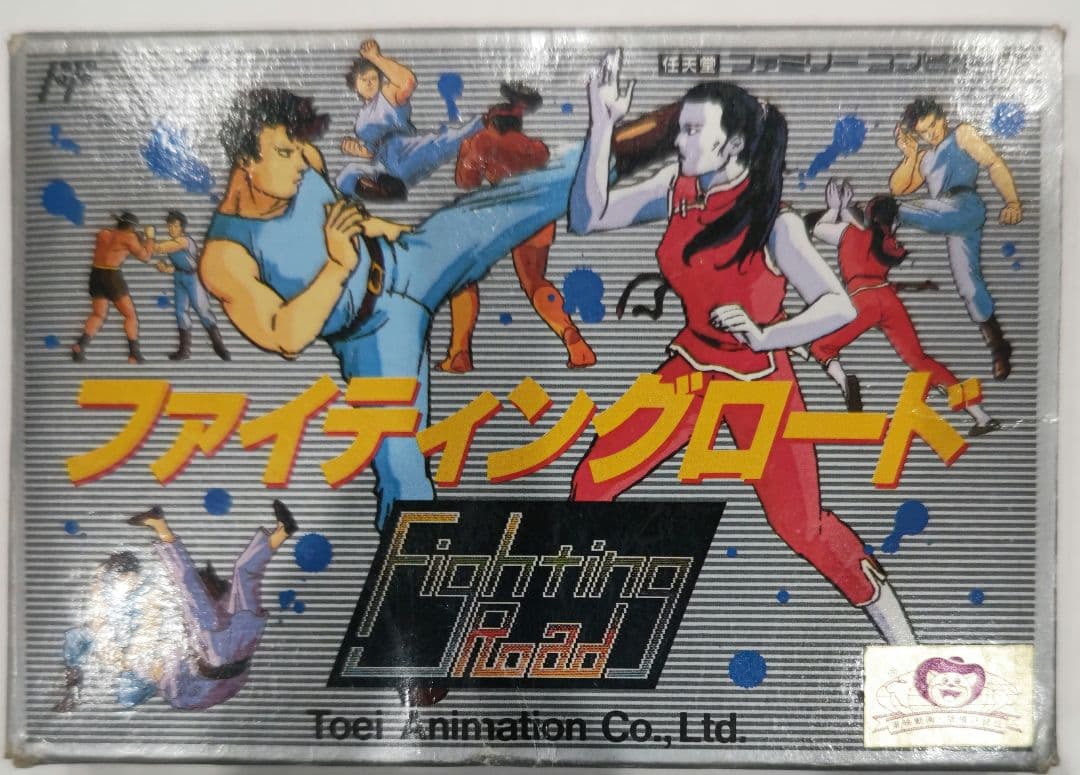 任天堂 ファミリー コンピュータ
ファイティングロード
Fighting
Road
Toei Animation Co., Ltd.